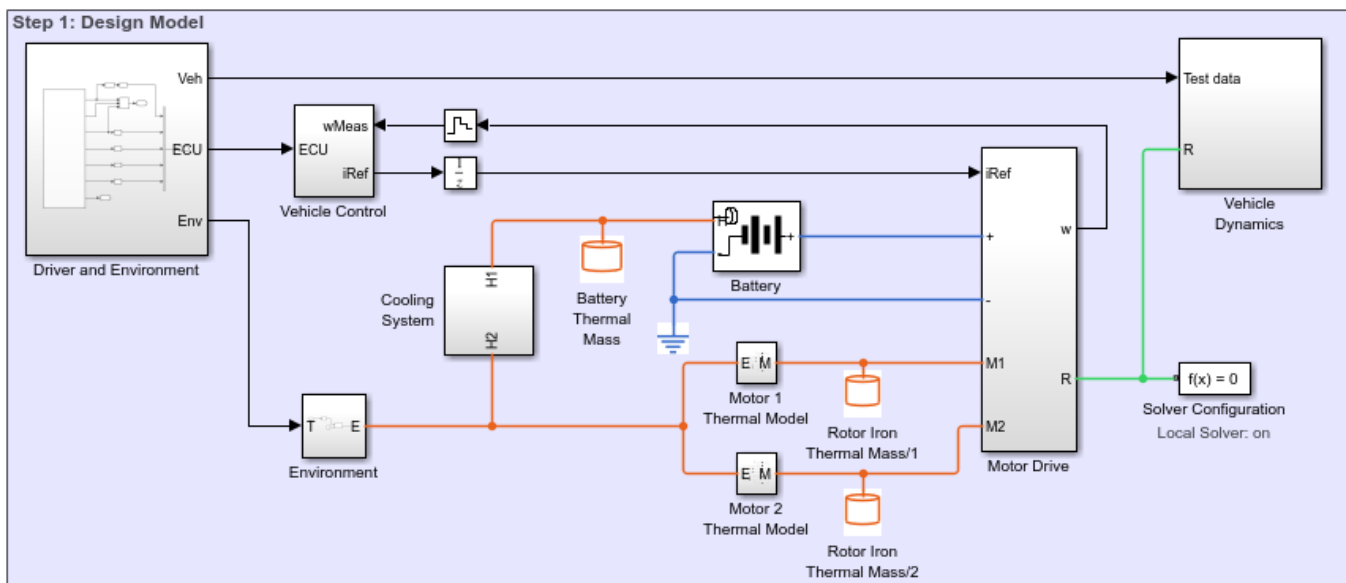 Step 1: Design Model
Veh
ECU
Env
Driver and Environment
wMeas
ECU
iRef
Vehicle Control
1
z
Test data
R
Vehicle
Dynamics
iRef
+
-
M1
M2
w
R
Motor Drive
H
-
+
Battery
H1
H2
Cooling
System
Battery
Thermal
Mass
E M
Motor 1
Thermal Model
Rotor Iron
Thermal Mass/1
f(x) = 0
Solver Configuration
Local Solver: on
T
E
Environment
E M
Motor 2
Thermal Model
Rotor Iron
Thermal Mass/2